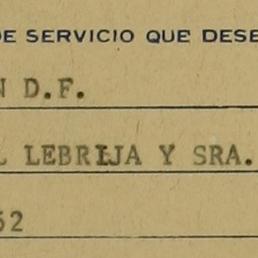 DE SERVICIO QUE DESE
N D.F.
L LEBRIJA Y SRA.
52